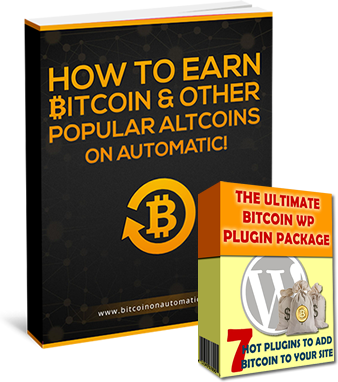 HOW TO EARN
₿ITCOIN & OTHER
POPULAR ALTCOINS
ON AUTOMATIC!
www.bitcoinonautomatic
THE ULTIMATE
BITCOIN WP
PLUGIN PACKAGE
7 HOT PLUGINS TO ADD
BITCOIN TO YOUR SITE